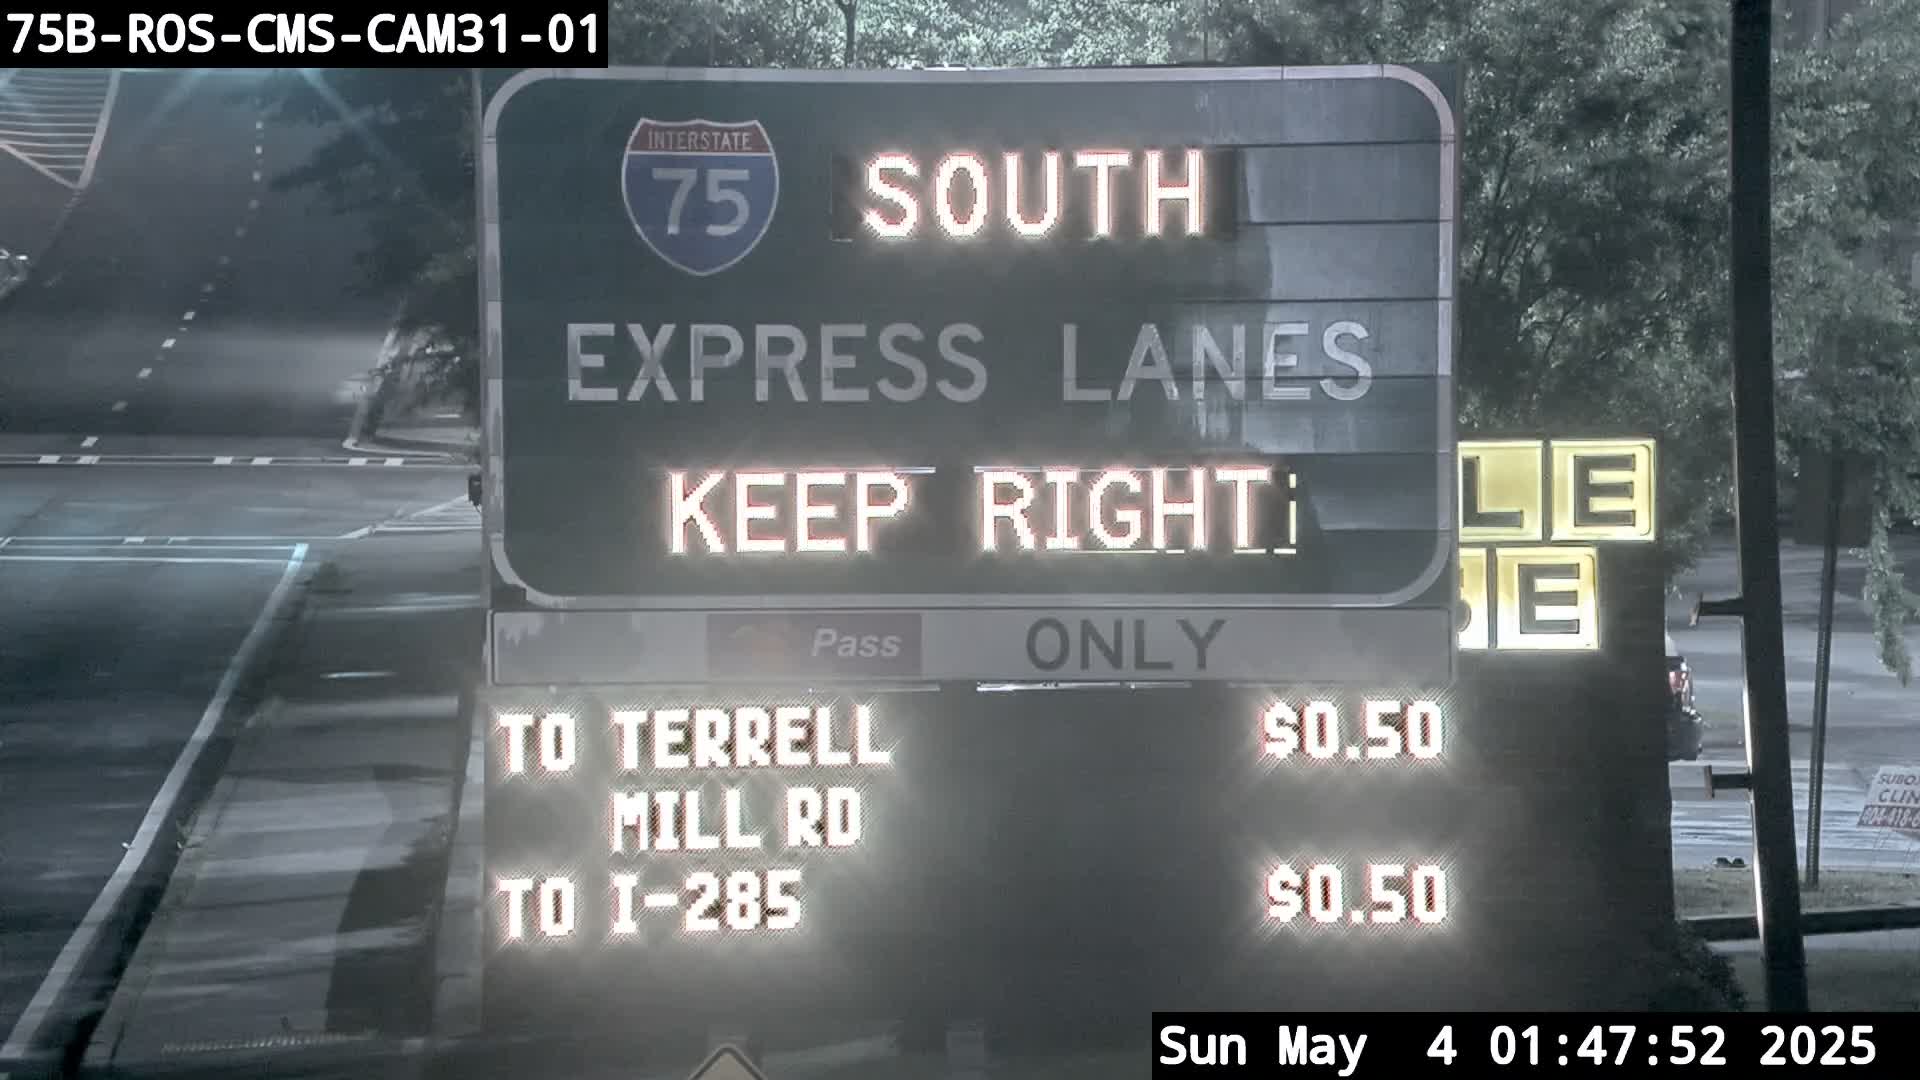 75B-ROS-CMS-CAM31-01
INTERSTATE
75
SOUTH
EXPRESS LANES
KEEP RIGHT
Pass ONLY
TO TERRELL $0.50
MILL RD
TO I-285 $0.50
LE
E
Sun May 4 01:47:52 2025